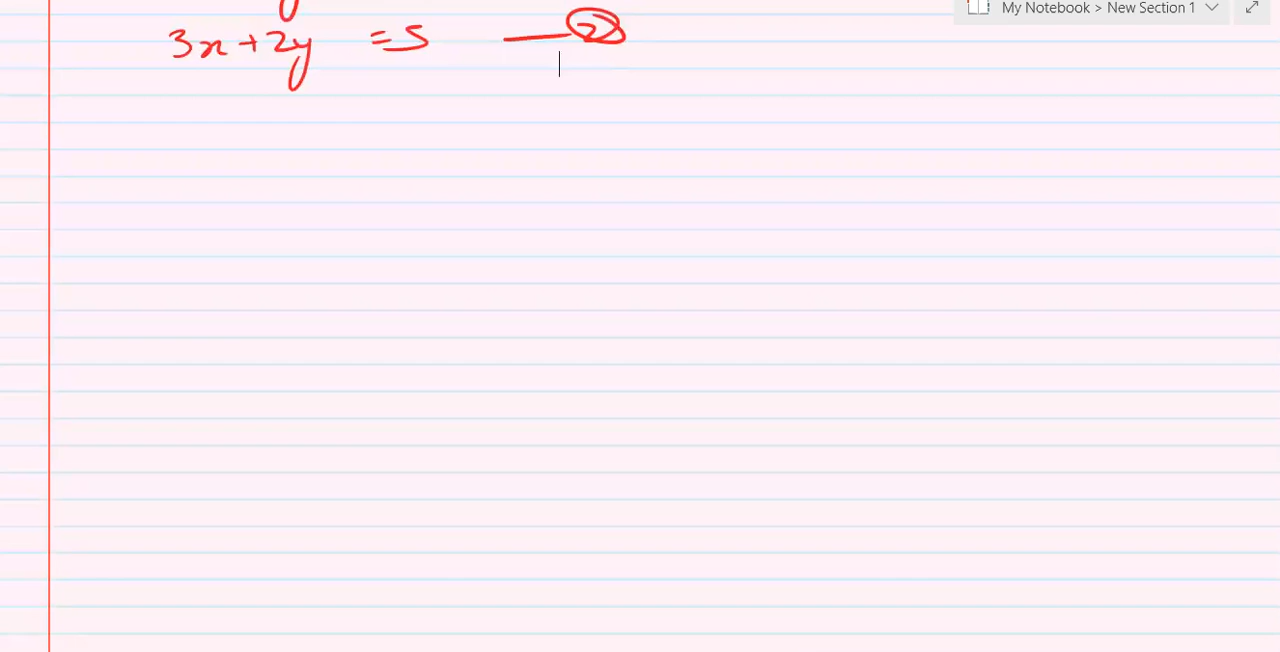 My Notebook > New Section 1
3x + 2y = 5 — 2